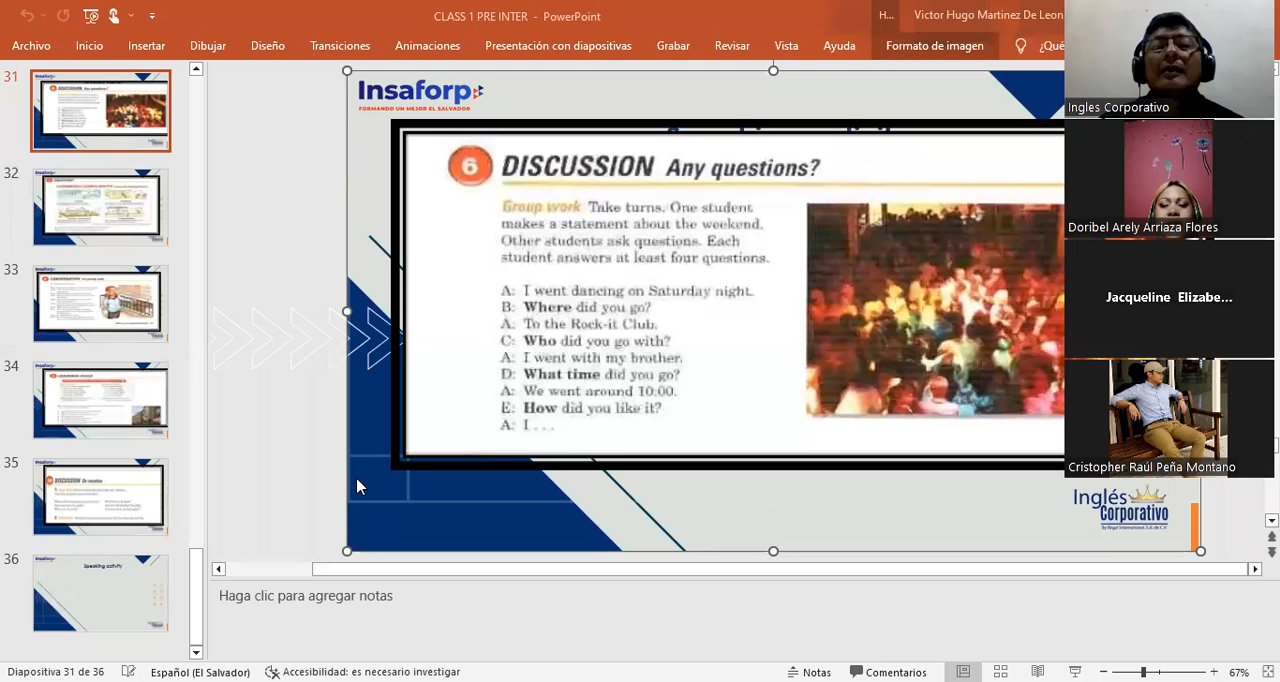 CLASS 1 PRE INTER - PowerPoint
H...
Victor Hugo Martinez De Leon
Archivo
Inicio
Insertar
Dibujar
Diseño
Transiciones
Animaciones
Presentación con diapositivas
Grabar
Revisar
Vista
Ayuda
Formato de imagen
¿Qué
Ingles Corporativo
Doribel Arely Arriaza Flores
Jacqueline Elizabe...
Cristopher Raúl Peña Montano
31
32
33
34
35
36
Speaking activity
Insaforp
FORMANDO UN MEJOR EL SALVADOR
6 DISCUSSION Any questions?
Group work Take turns. One student
makes a statement about the weekend.
Other students ask questions. Each
student answers at least four questions.
A: I went dancing on Saturday night.
B: Where did you go?
A: To the Rock-it Club.
C: Who did you go with?
A: I went with my brother.
D: What time did you go?
A: We went around 10:00.
E: How did you like it?
A: I . . .
Inglés
Corporativo
by Regal International, S.A. de C.V.
Haga clic para agregar notas
Diapositiva 31 de 36
Español (El Salvador)
Accesibilidad: es necesario investigar
Notas
Comentarios
67%